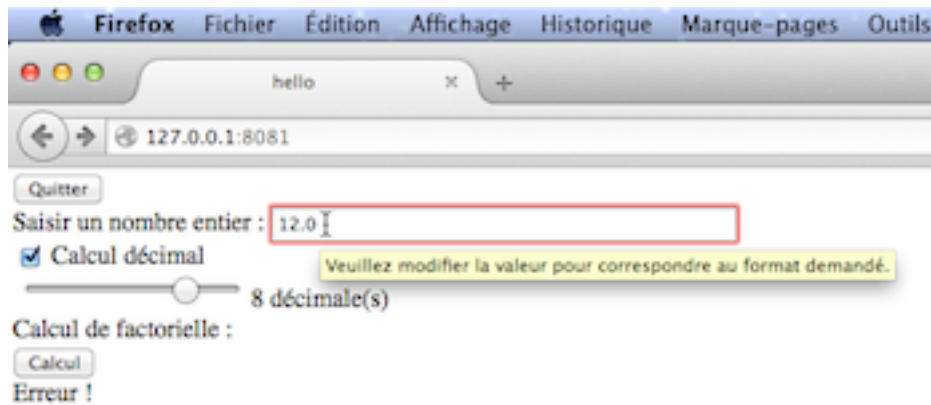 Firefox Fichier Édition Affichage Historique Marque-pages Outils
hello
127.0.0.1:8081
Quitter
Saisir un nombre entier : 12.0
Calcul décimal
Veuillez modifier la valeur pour correspondre au format demandé.
8 décimale(s)
Calcul de factorielle :
Calcul
Erreur !